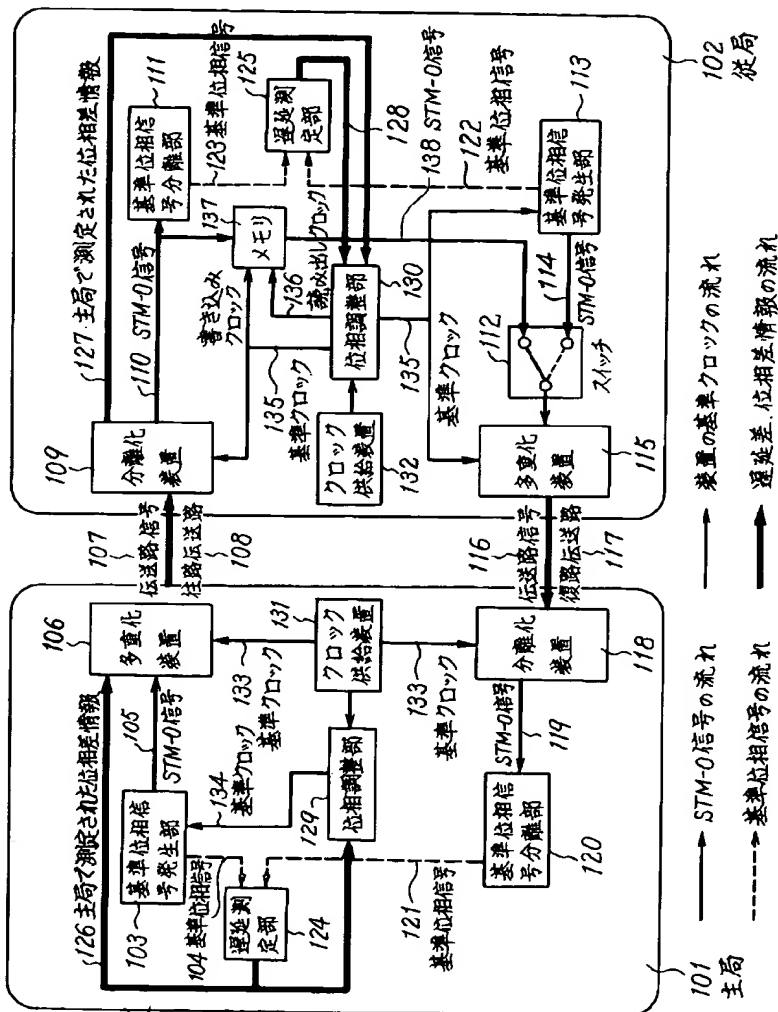 126 主局で測定された位相差情報
106
多重化
装置
105
STM-0信号
基準位相信
号発生部
103
104 基準位相信号
遅延測
定部
124
134
基準クロック
位相調整部
129
133
基準クロック
131
クロック
供給装置
133
基準クロック
分離化
装置
118
STM-0信号
119
基準位相信
号分離部
120
121
基準位相信号
101
主局
107
伝送路信号
往路伝送路
108
116
伝送路信号
復路伝送路
117
127 主局で測定された位相差情報
109
分離化
装置
110
STM-0信号
基準位相信
号分離部
111
123 基準位相信号
遅延測
定部
125
137
メモリ
書き込み
クロック
136
読み出しクロック
128
135
基準クロック
位相調整部
130
クロック
供給装置
132
135
基準クロック
138 STM-0信号
122
基準位相信号
基準位相信
号発生部
113
114
STM-0信号
112
スイッチ
多重化
装置
115
102
従局
STM-0信号の流れ
基準位相信号の流れ
装置の基準クロックの流れ
遅延差、位相差情報の流れ